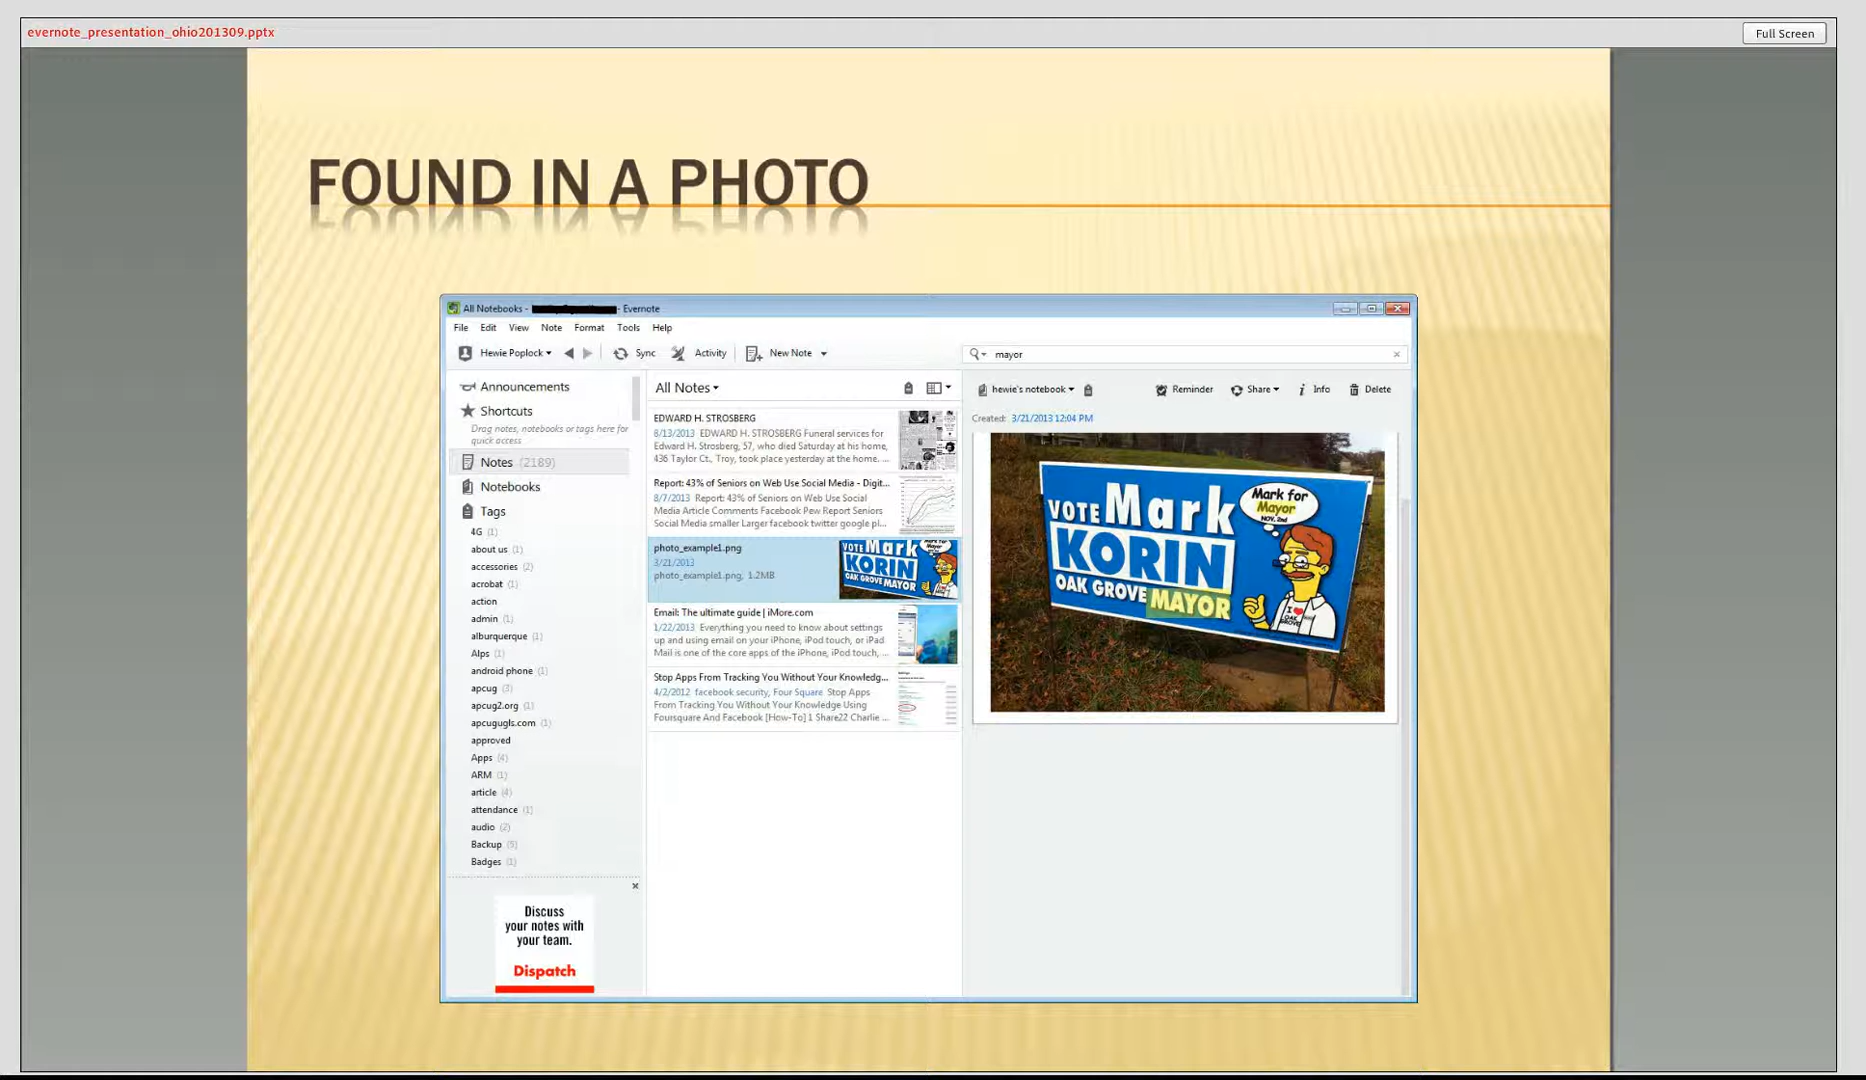 evernote_presentation_ohio201309.pptx
Full Screen
FOUND IN A PHOTO
All Notebooks - - Evernote
File Edit View Note Format Tools Help
Hewie Poplock Sync Activity New Note
mayor
Announcements
Shortcuts
Drag notes, notebooks or tags here for
quick access
Notes (2189)
Notebooks
Tags
4G (1)
about us (1)
accessories (2)
acrobat (1)
action
admin (1)
alburquerque (1)
Alps (1)
android phone (1)
apcug (3)
apcug2.org (1)
apcugugls.com (1)
approved
Apps (4)
ARM (1)
article (4)
attendance (1)
audio (2)
Backup (5)
Badges (1)
Discuss
your notes with
your team.
Dispatch
All Notes
EDWARD H. STROSBERG
8/13/2013 EDWARD H. STROSBERG Funeral services for
Edward H. Strosberg, 57, who died Saturday at his home,
436 Taylor Ct., Troy, took place yesterday at the home. ...
Report: 43% of Seniors on Web Use Social Media - Digit...
8/7/2013 Report: 43% of Seniors on Web Use Social
Media Article Comments Facebook Pew Report Seniors
Social Media smaller Larger facebook twitter google pl...
photo_example1.png
3/21/2013
photo_example1.png, 1.2MB
VOTE Mark
KORIN
OAK GROVE MAYOR
Email: The ultimate guide | iMore.com
1/22/2013 Everything you need to know about settings
up and using email on your iPhone, iPod touch, or iPad
Mail is one of the core apps of the iPhone, iPod touch, ...
Stop Apps From Tracking You Without Your Knowledg...
4/2/2012 facebook security, Four Square Stop Apps
From Tracking You Without Your Knowledge Using
Foursquare And Facebook [How-To] 1 Share22 Charlie ...
hewie's notebook Reminder Share Info Delete
Created: 3/21/2013 12:04 PM
VOTE Mark
KORIN
OAK GROVE MAYOR
Mark for
Mayor
NOV. 2nd
I
OAK
GROVE